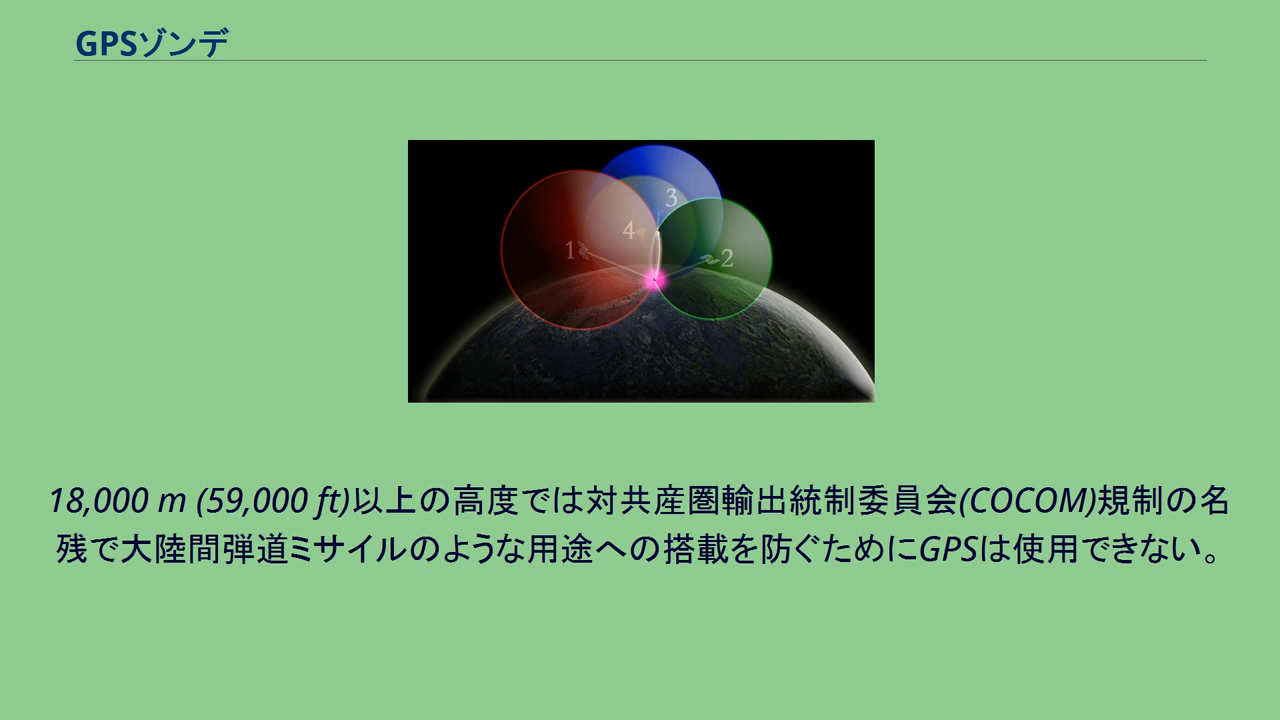 GPSゾンデ
3
4
1
2
18,000 m (59,000 ft)以上の高度では対共産圏輸出統制委員会(COCOM)規制の名
残で大陸間弾道ミサイルのような用途への搭載を防ぐためにGPSは使用できない。